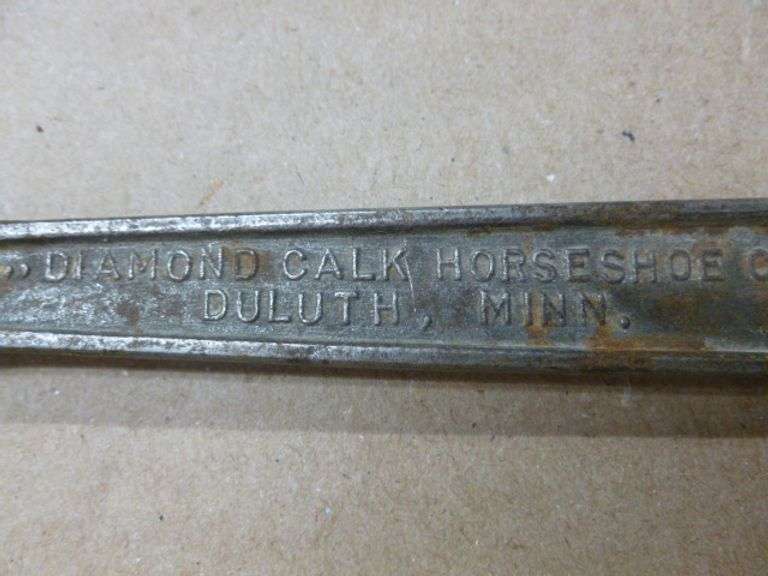 DIAMOND CALK HORSESHOE C
DULUTH, MINN.